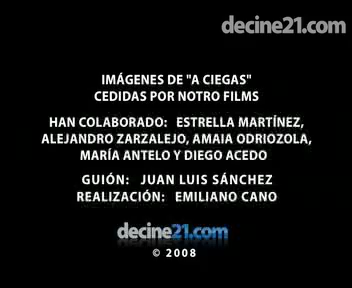 decine21.com
IMÁGENES DE "A CIEGAS"
CEDIDAS POR NOTRO FILMS
HAN COLABORADO: ESTRELLA MARTÍNEZ,
ALEJANDRO ZARZALEJO, AMAIA ODRIOZOLA,
MARÍA ANTELO Y DIEGO ACEDO
GUIÓN: JUAN LUIS SÁNCHEZ
REALIZACIÓN: EMILIANO CANO
decine21.com
© 2008